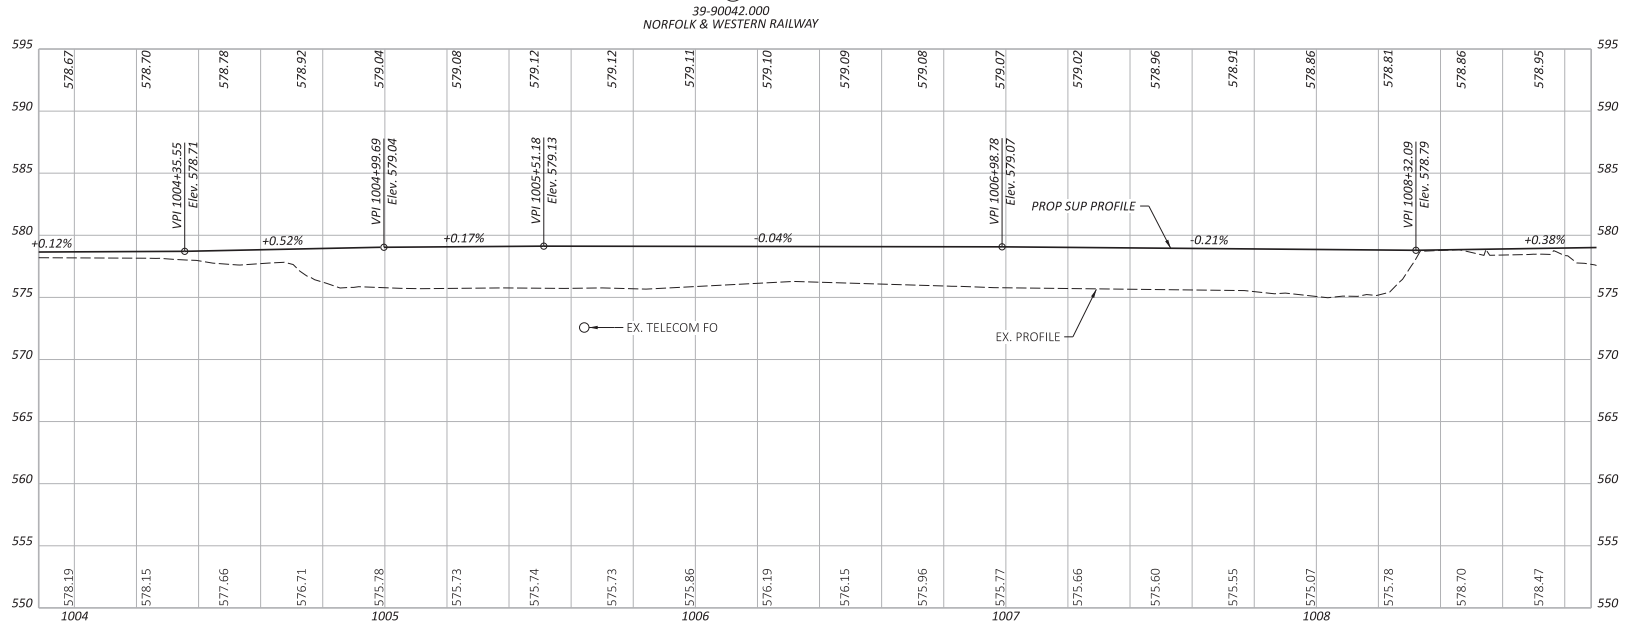 39-90042.000
NORFOLK & WESTERN RAILWAY
595 595
578.67 578.70 578.78 578.92 579.04 579.08 579.12 579.12 579.11 579.10 579.09 579.08 579.07 579.02 578.96 578.91 578.86 578.81 578.86 578.95
590 590
585 585
VPI 1004+35.55
Elev. 578.71
VPI 1004+99.69
Elev. 579.04
VPI 1005+51.18
Elev. 579.13
VPI 1006+98.78
Elev. 579.07
VPI 1008+32.09
Elev. 578.79
PROP SUP PROFILE
580 580
+0.12% +0.52% +0.17% -0.04% -0.21% +0.38%
575 575
EX. TELECOM FO
EX. PROFILE
570 570
565 565
560 560
555 555
578.19 578.15 577.66 576.71 575.78 575.73 575.74 575.73 575.86 576.19 576.15 575.96 575.77 575.66 575.60 575.55 575.07 575.78 578.70 578.47
550 550
1004 1005 1006 1007 1008